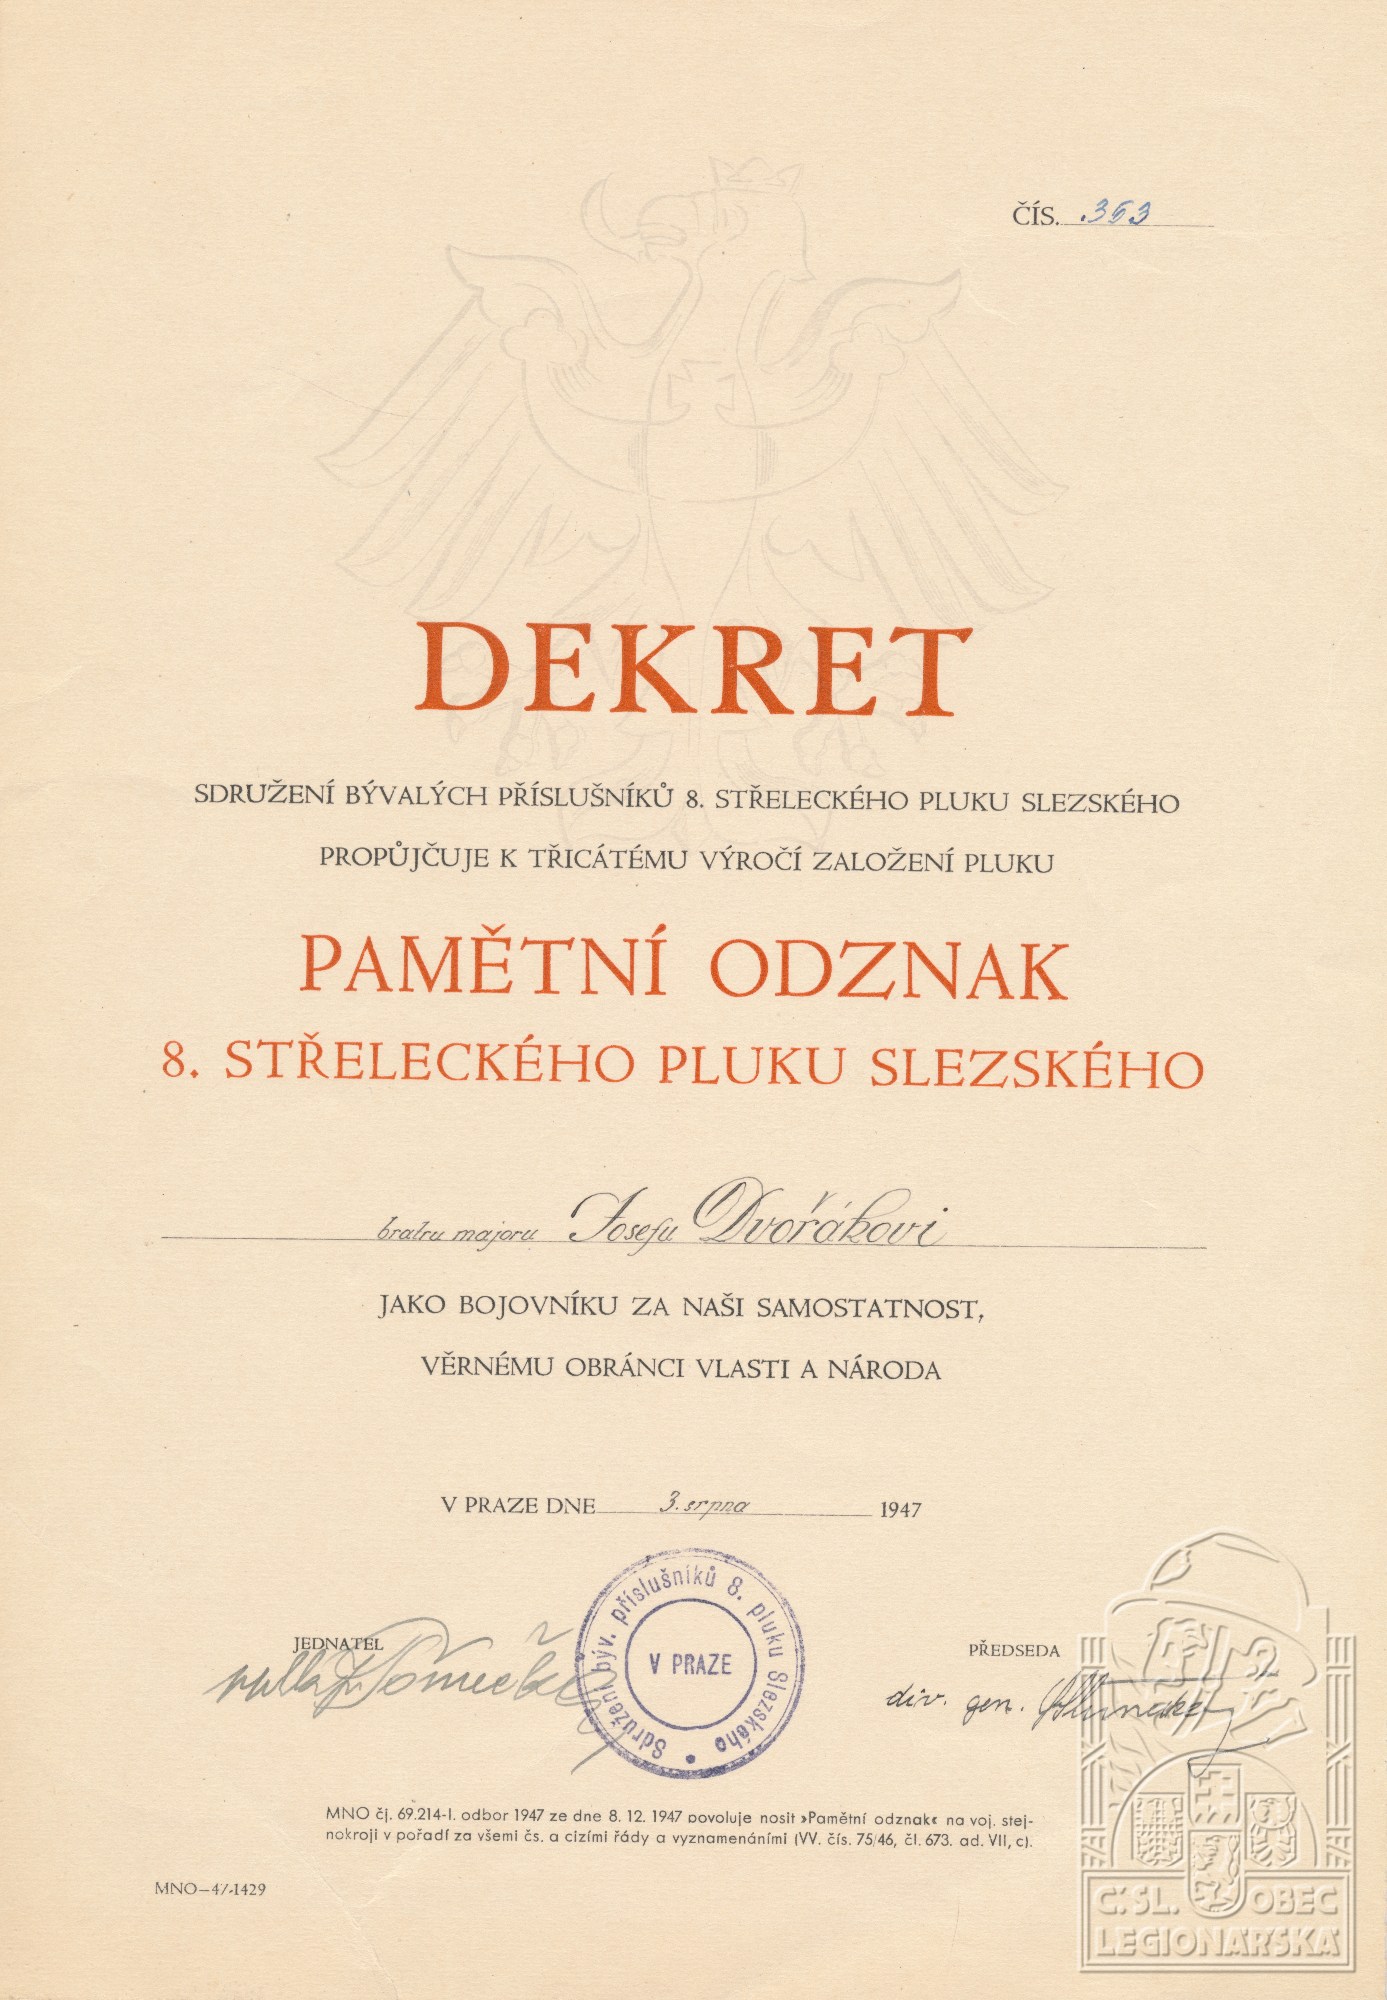 ČÍS. 353
DEKRET
SDRUŽENÍ BÝVALÝCH PŘÍSLUŠNÍKŮ 8. STŘELECKÉHO PLUKU SLEZSKÉHO
PROPŮJČUJE K TŘICÁTÉMU VÝROČÍ ZALOŽENÍ PLUKU
PAMĚTNÍ ODZNAK
8. STŘELECKÉHO PLUKU SLEZSKÉHO
bratru majoru Josefu Dvořákovi
JAKO BOJOVNÍKU ZA NAŠI SAMOSTATNOST,
VĚRNÉMU OBRÁNCI VLASTI A NÁRODA
V PRAZE DNE 3. srpna 1947
JEDNATEL
Sdružení býv. příslušníků 8. pluku Slezského
V PRAZE
PŘEDSEDA
div. gen.
MNO čj. 69.214-I. odbor 1947 ze dne 8. 12. 1947 povoluje nosit »Pamětní odznak« na voj. stej-
nokroji v pořadí za všemi čs. a cizími řády a vyznamenáními (VV. čís. 75/46, čl. 673. ad. VII, c).
MNO—47-1429
Č.SL. OBEC
LEGIONÁŘSKÁ